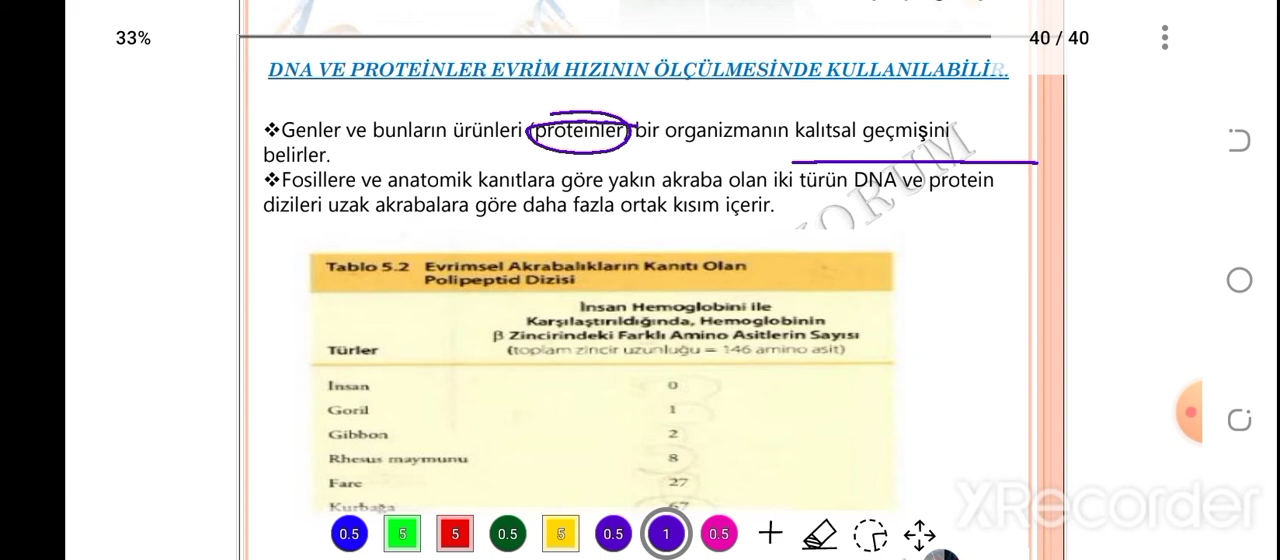 33%
40 / 40
DNA VE PROTEİNLER EVRİM HIZININ ÖLÇÜLMESİNDE KULLANILABİLİR.
❖Genler ve bunların ürünleri (proteinler) bir organizmanın kalıtsal geçmişini
belirler.
❖Fosillere ve anatomik kanıtlara göre yakın akraba olan iki türün DNA ve protein
dizileri uzak akrabalara göre daha fazla ortak kısım içerir.
Tablo 5.2 Evrimsel Akrabalıkların Kanıtı Olan
Polipeptid Dizisi
İnsan Hemoglobini ile
Karşılaştırıldığında, Hemoglobinin
β Zincirindeki Farklı Amino Asitlerin Sayısı
Türler (toplam zincir uzunluğu = 146 amino asit)
İnsan 0
Goril 1
Gibbon 2
Rhesus maymunu 8
Fare 27
Kurbağa 67
0.5 5 5 0.5 5 0.5 1 0.5
XRecorder